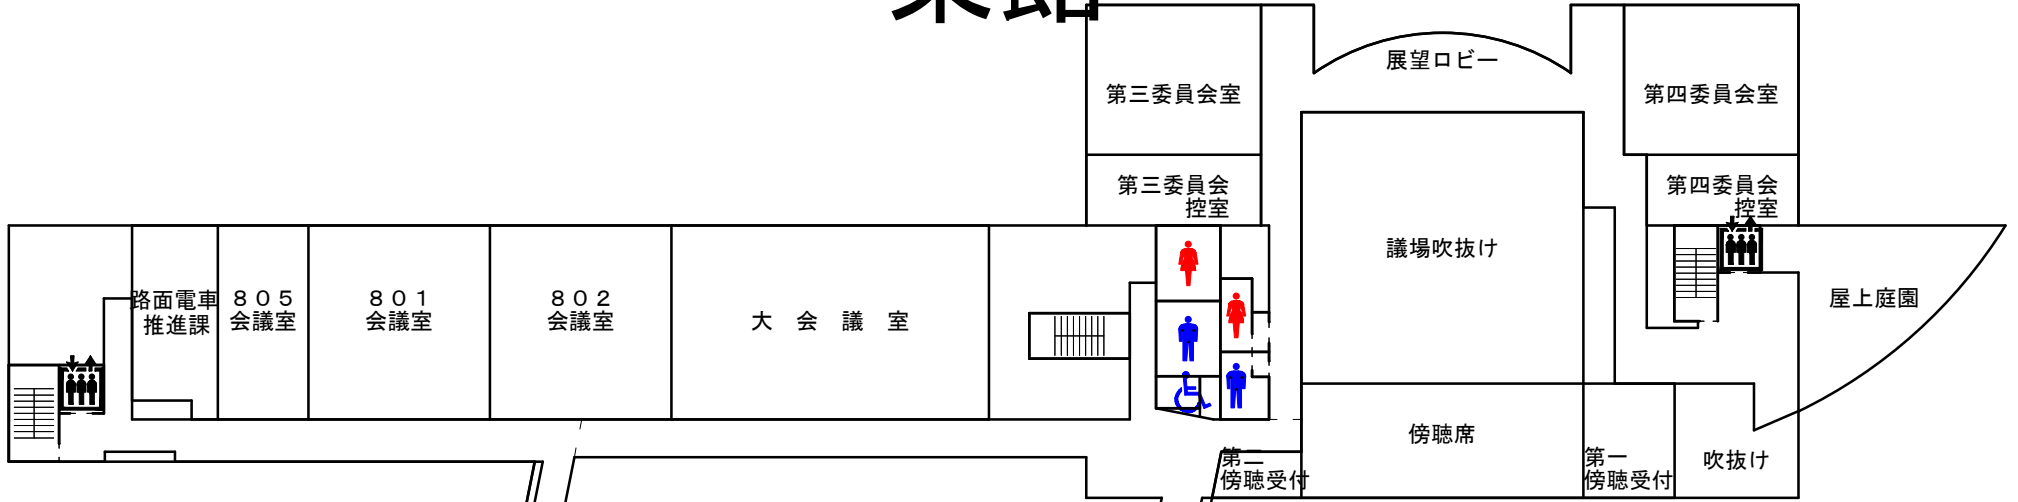 展望ロビー
第三委員会室
第四委員会室
第三委員会
控室
第四委員会
控室
議場吹抜け
路面電車
推進課
８０５
会議室
８０１
会議室
８０２
会議室
大　会　議　室
屋上庭園
傍聴席
第二
傍聴受付
第一
傍聴受付
吹抜け